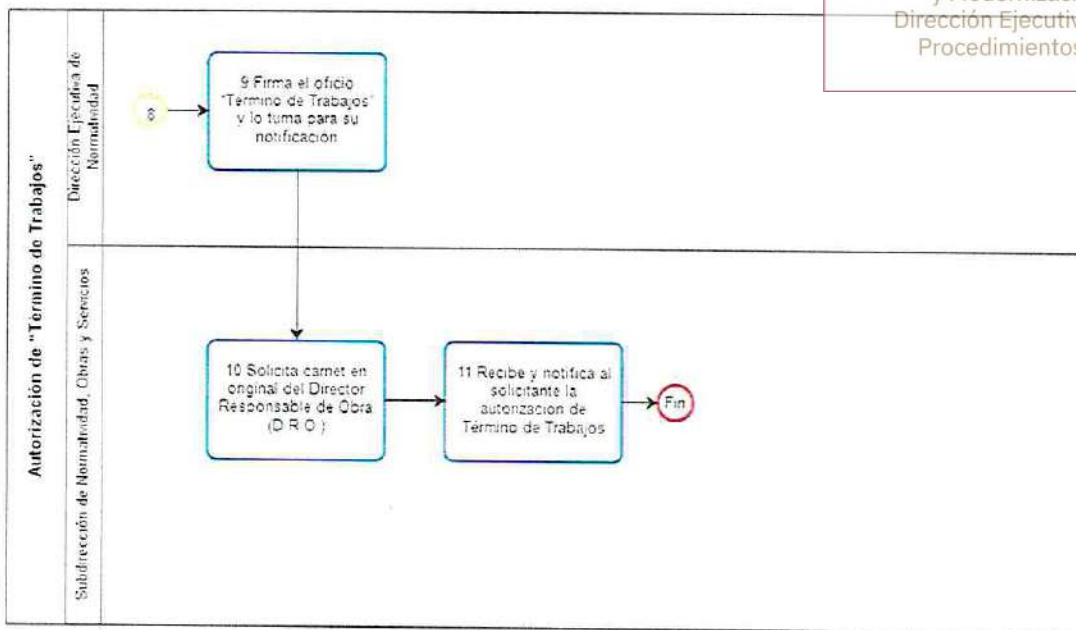 y Modernizac
Dirección Ejecutiv
Procedimientos
Autorización de "Término de Trabajos"
Dirección Ejecutiva de
Normatividad
8
9 Firma el oficio
"Término de Trabajos"
y lo turna para su
notificación
Subdirección de Normatividad, Obras y Servicios
10 Solicita carnet en
original del Director
Responsable de Obra
(D R O )
11 Recibe y notifica al
solicitante la
autorización de
Término de Trabajos
Fin